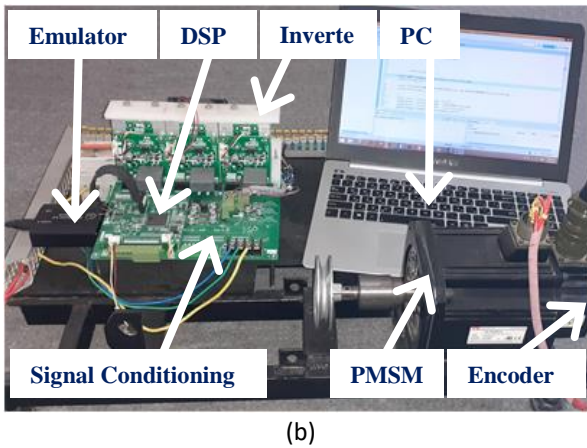 Emulator DSP Inverte PC
Signal Conditioning PMSM Encoder
(b)